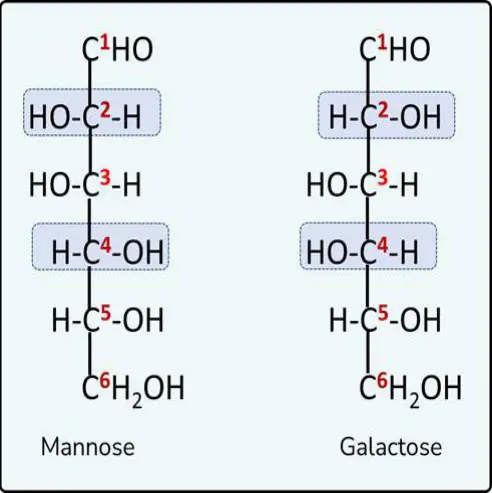 C¹HO
HO-C²-H
HO-C³-H
H-C⁴-OH
H-C⁵-OH
C⁶H₂OH
Mannose
C¹HO
H-C²-OH
HO-C³-H
HO-C⁴-H
H-C⁵-OH
C⁶H₂OH
Galactose